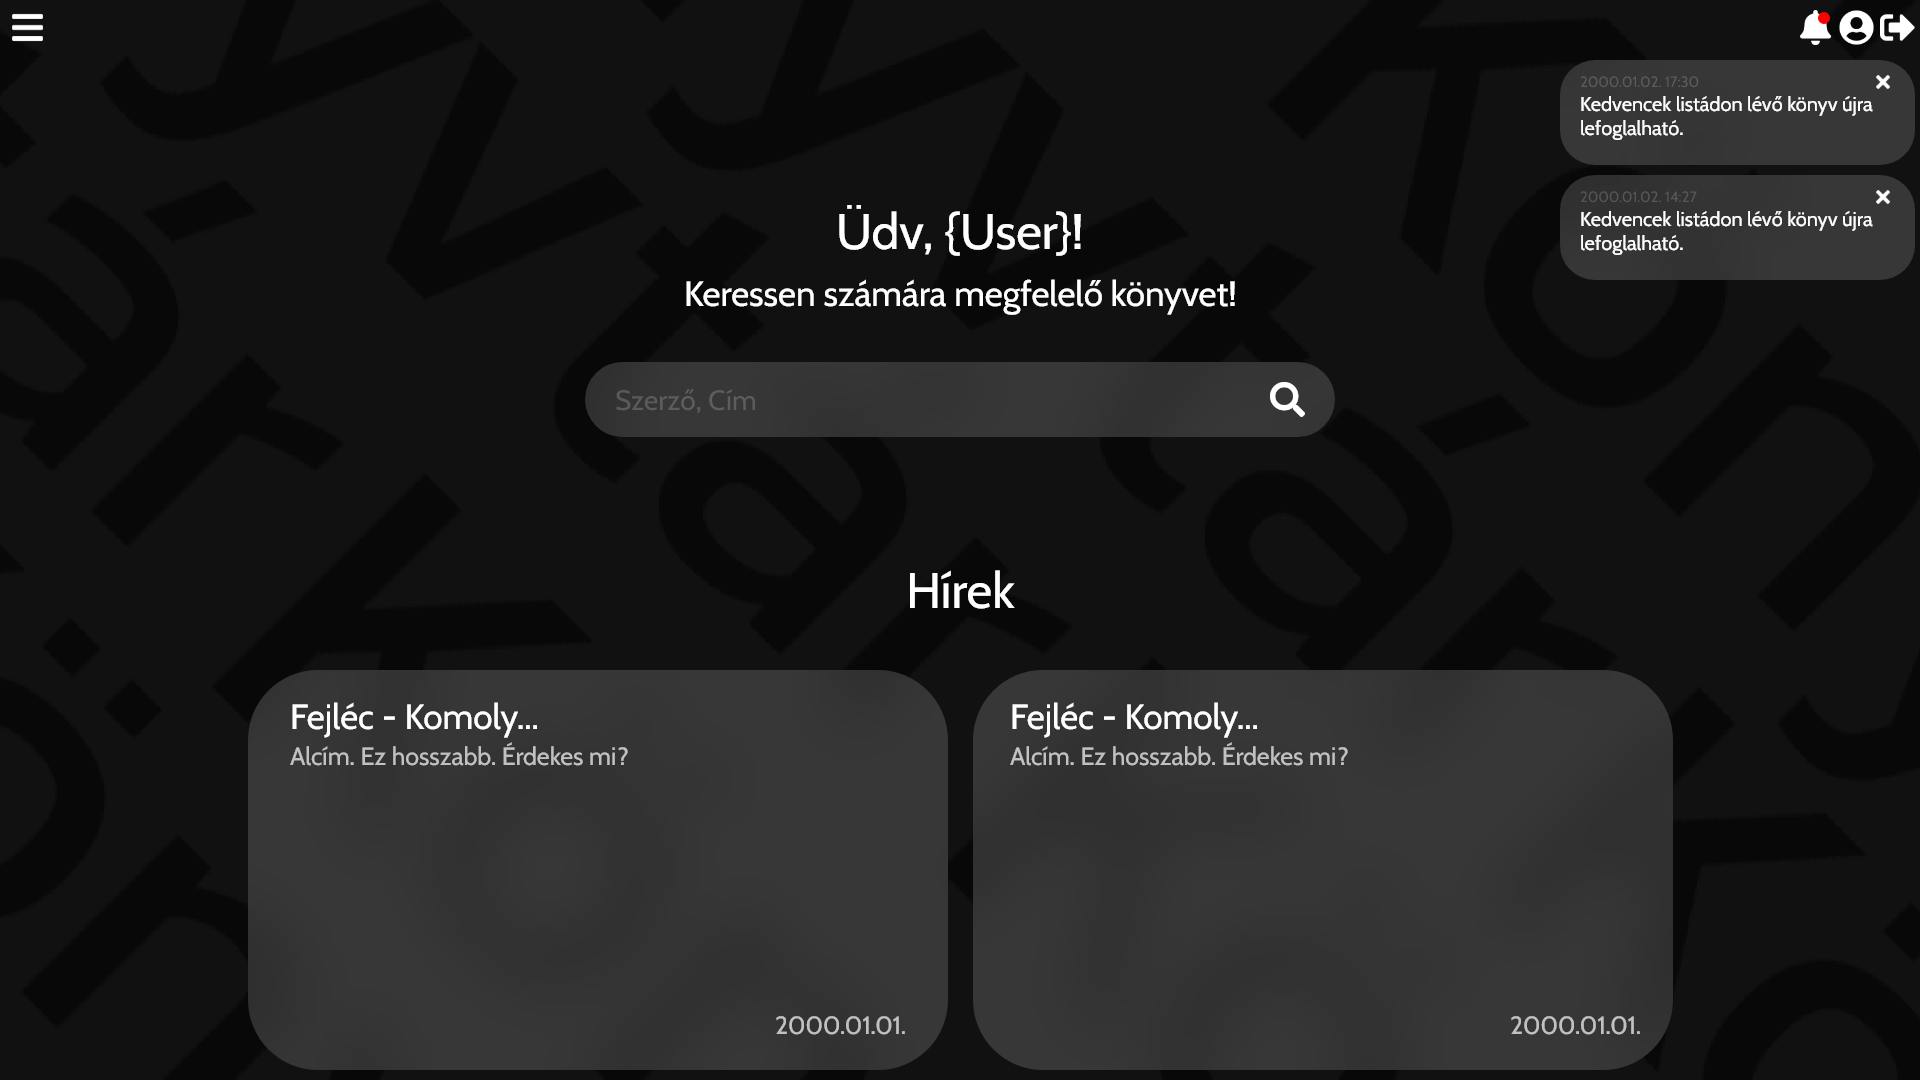 2000.01.02. 17:30
Kedvencek listádon lévő könyv újra
lefoglalható.
2000.01.02. 14:27
Kedvencek listádon lévő könyv újra
lefoglalható.
Üdv, {User}!
Keressen számára megfelelő könyvet!
Szerző, Cím
Hírek
Fejléc - Komoly...
Alcím. Ez hosszabb. Érdekes mi?
2000.01.01.
Fejléc - Komoly...
Alcím. Ez hosszabb. Érdekes mi?
2000.01.01.